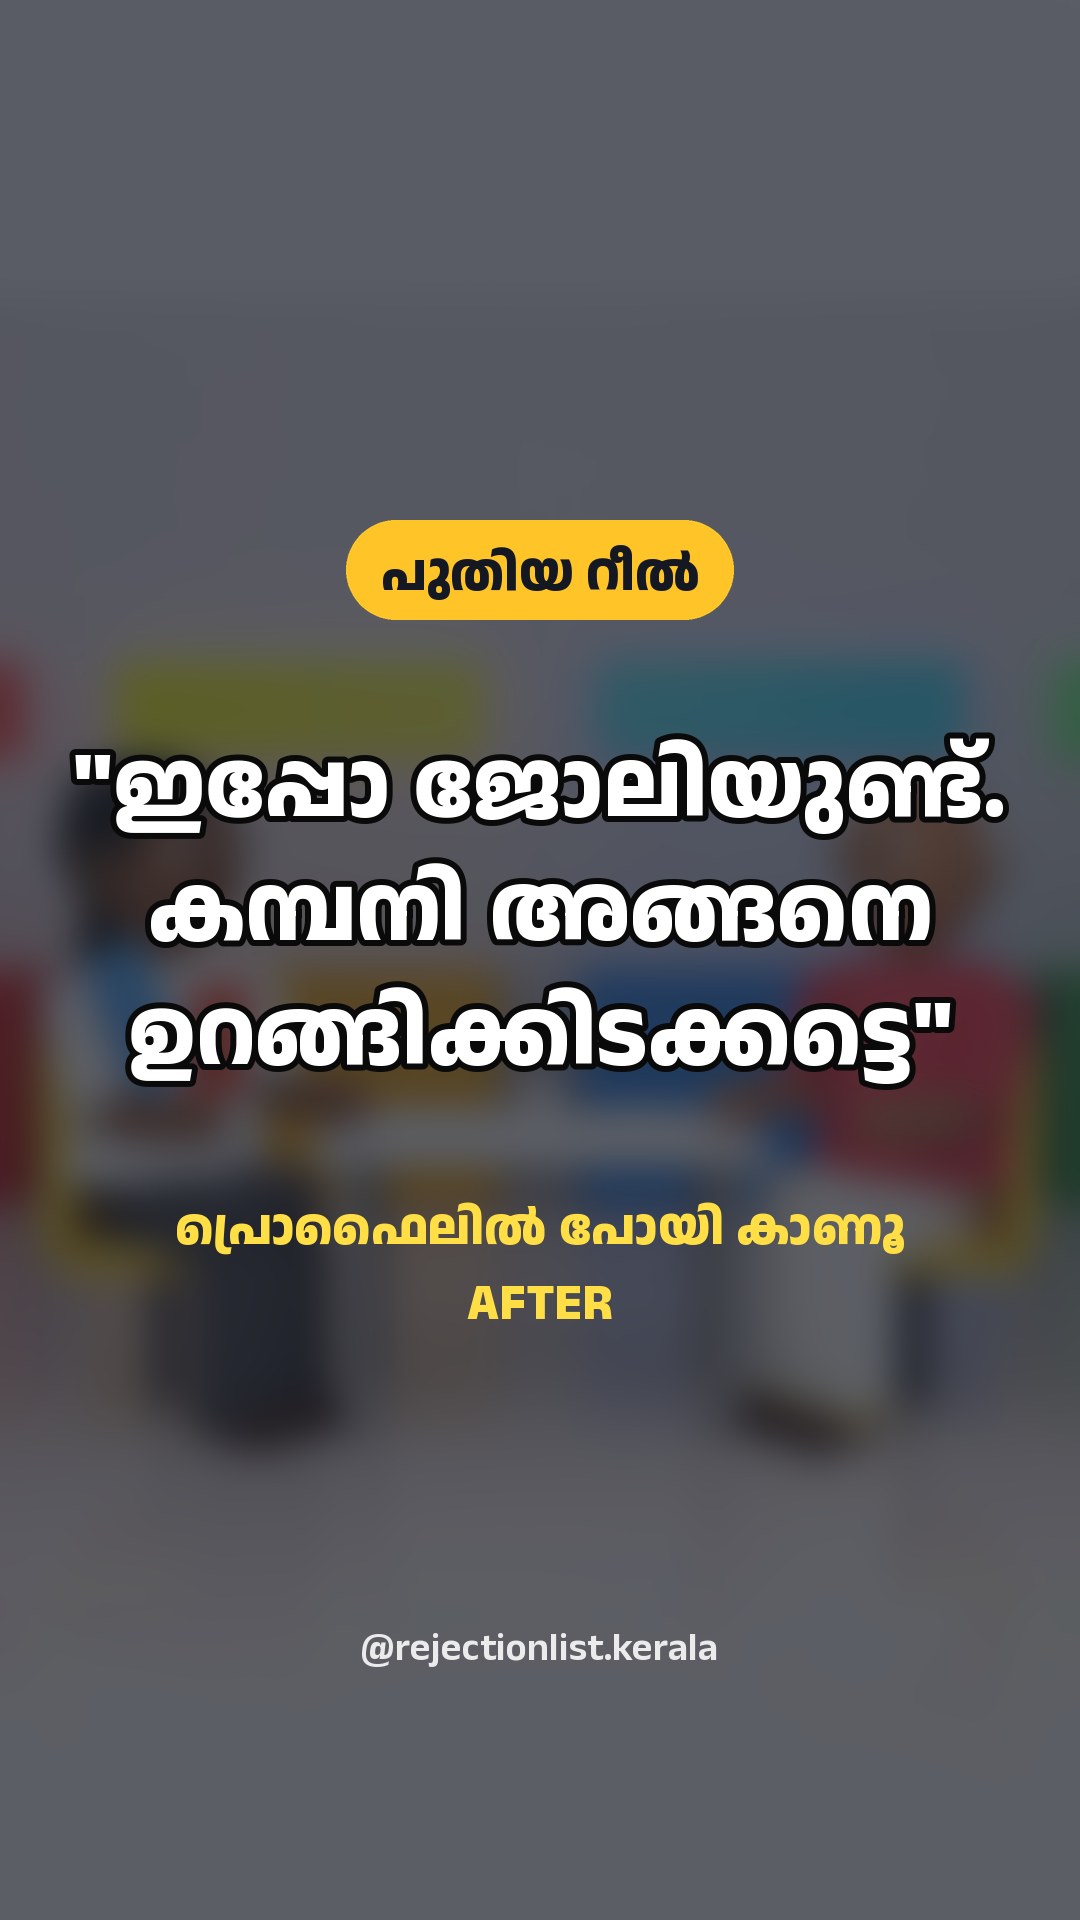 പുതിയ റീൽ
"ഇപ്പോ ജോലിയുണ്ട്.
കമ്പനി അങ്ങനെ
ഉറങ്ങിക്കിടക്കട്ടെ"
പ്രൊഫൈലിൽ പോയി കാണൂ
AFTER
@rejectionlist.kerala